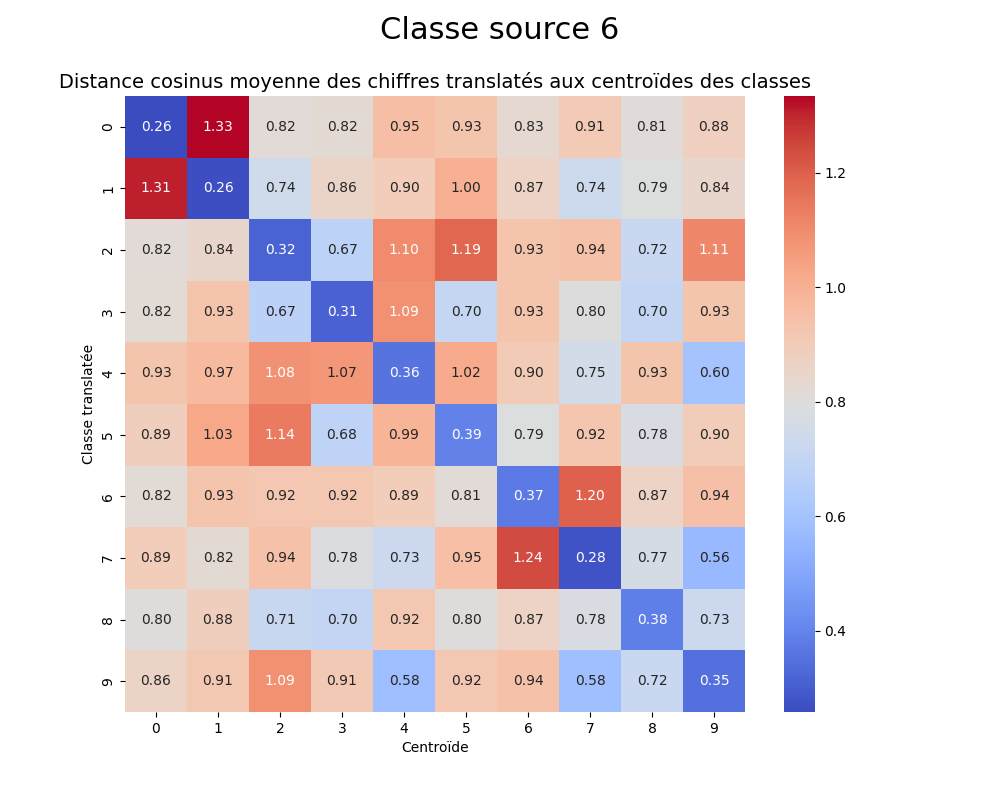 Classe source 6
Distance cosinus moyenne des chiffres translatés aux centroïdes des classes
0 0.26 1.33 0.82 0.82 0.95 0.93 0.83 0.91 0.81 0.88
1 1.31 0.26 0.74 0.86 0.90 1.00 0.87 0.74 0.79 0.84
2 0.82 0.84 0.32 0.67 1.10 1.19 0.93 0.94 0.72 1.11
3 0.82 0.93 0.67 0.31 1.09 0.70 0.93 0.80 0.70 0.93
4 0.93 0.97 1.08 1.07 0.36 1.02 0.90 0.75 0.93 0.60
5 0.89 1.03 1.14 0.68 0.99 0.39 0.79 0.92 0.78 0.90
6 0.82 0.93 0.92 0.92 0.89 0.81 0.37 1.20 0.87 0.94
7 0.89 0.82 0.94 0.78 0.73 0.95 1.24 0.28 0.77 0.56
8 0.80 0.88 0.71 0.70 0.92 0.80 0.87 0.78 0.38 0.73
9 0.86 0.91 1.09 0.91 0.58 0.92 0.94 0.58 0.72 0.35
0 1 2 3 4 5 6 7 8 9
Centroïde
Classe translatée
1.2
1.0
0.8
0.6
0.4